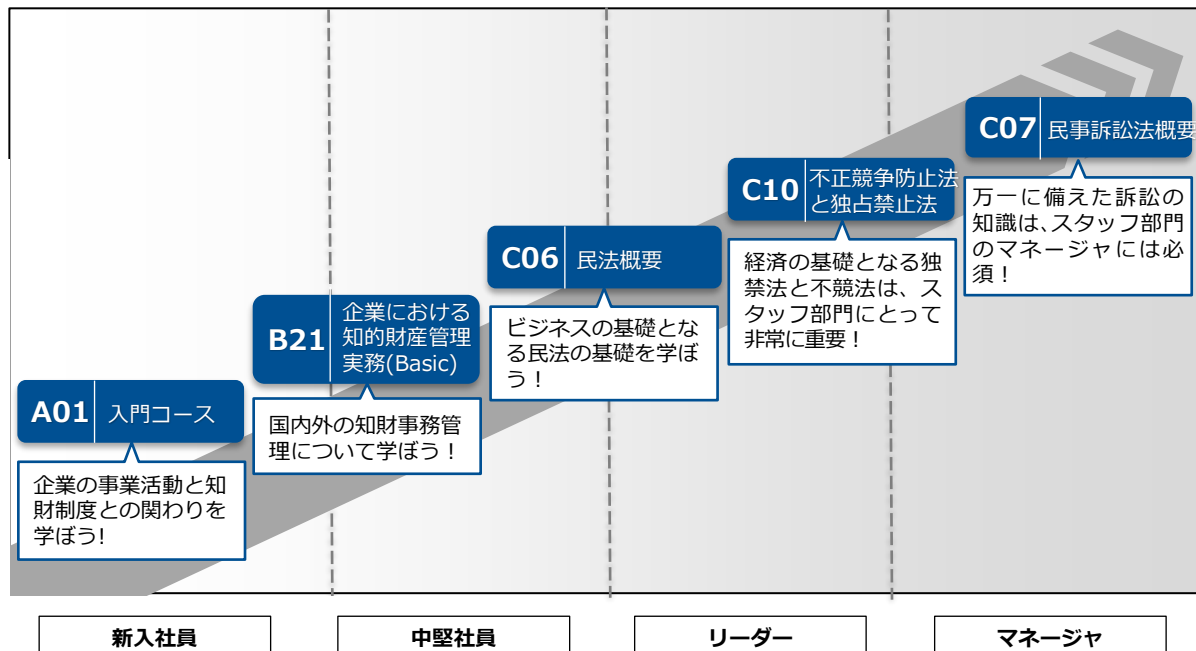 C07 民事訴訟法概要
万一に備えた訴訟の
知識は、スタッフ部門
のマネージャには必
須！
C10 不正競争防止法
と独占禁止法
経済の基礎となる独
禁法と不競法は、ス
タッフ部門にとって
非常に重要！
C06 民法概要
ビジネスの基礎とな
る民法の基礎を学ぼ
う！
B21 企業における
知的財産管理
実務(Basic)
国内外の知財事務管
理について学ぼう！
A01 入門コース
企業の事業活動と知
財制度との関わりを
学ぼう!
新入社員
中堅社員
リーダー
マネージャ